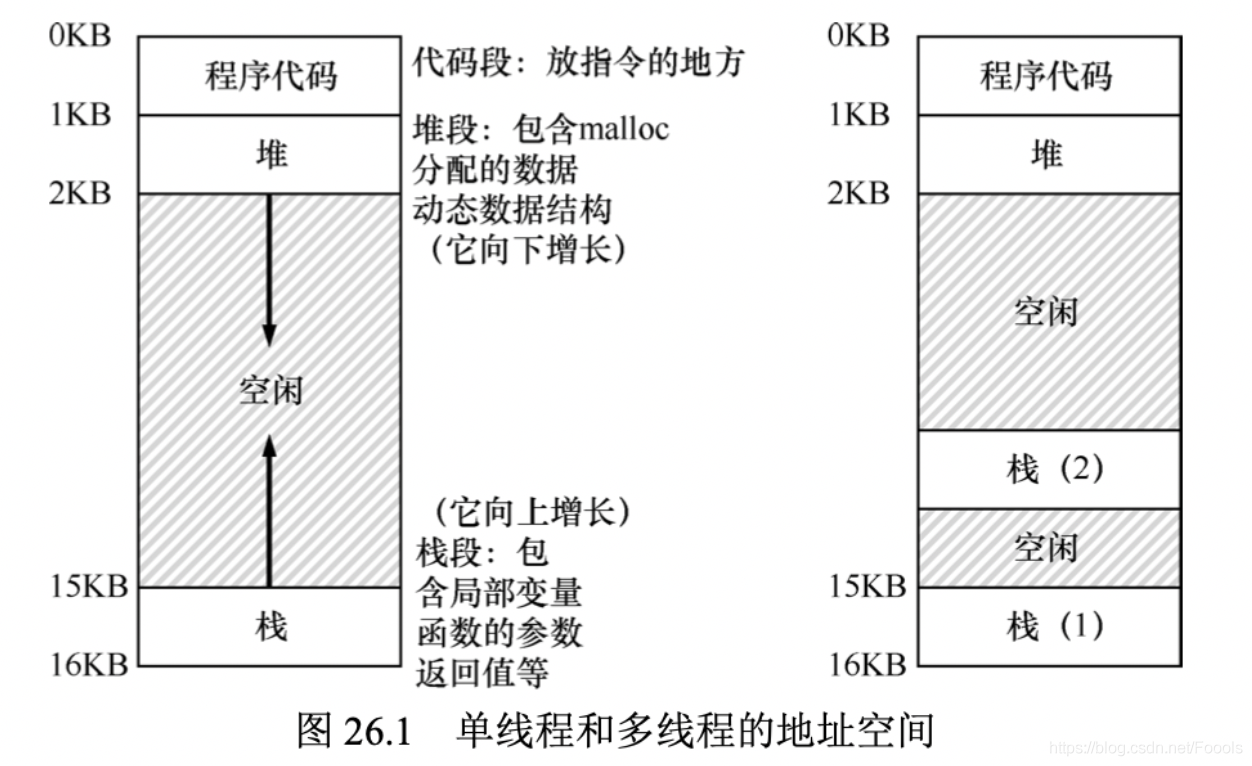 0KB
程序代码
代码段：放指令的地方
1KB
堆
堆段：包含malloc
分配的数据
动态数据结构
（它向下增长）
2KB
空闲
（它向上增长）
栈段：包
含局部变量
函数的参数
返回值等
15KB
栈
16KB
0KB
程序代码
1KB
堆
2KB
空闲
栈（2）
空闲
15KB
栈（1）
16KB
图 26.1 单线程和多线程的地址空间
https://blog.csdn.net/Foools